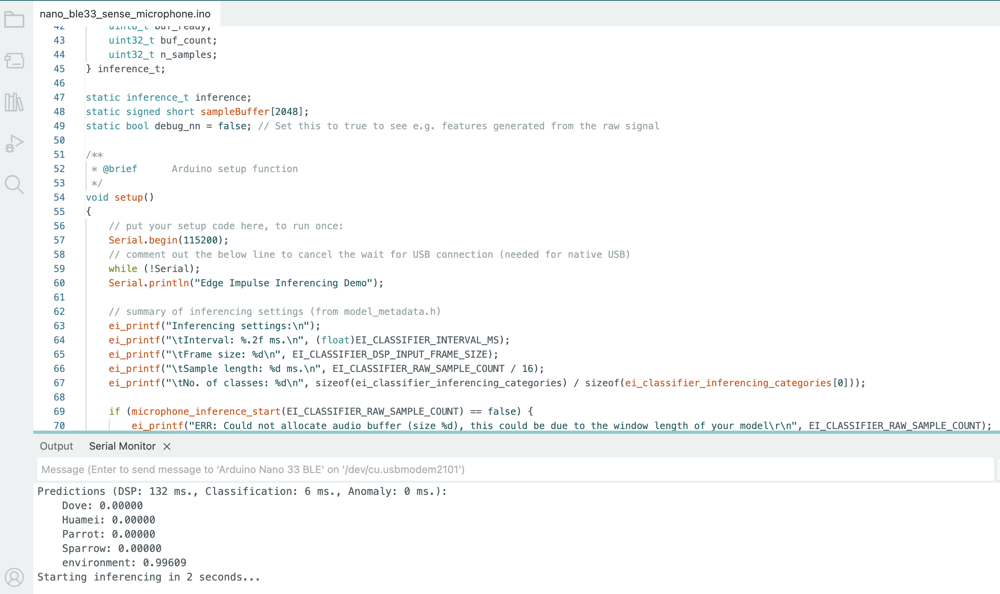 nano_ble33_sense_microphone.ino
42 uint8_t buf_ready;
43 uint32_t buf_count;
44 uint32_t n_samples;
45 } inference_t;
46
47 static inference_t inference;
48 static signed short sampleBuffer[2048];
49 static bool debug_nn = false; // Set this to true to see e.g. features generated from the raw signal
50
51 /**
52 * @brief      Arduino setup function
53 */
54 void setup()
55 {
56 // put your setup code here, to run once:
57 Serial.begin(115200);
58 // comment out the below line to cancel the wait for USB connection (needed for native USB)
59 while (!Serial);
60 Serial.println("Edge Impulse Inferencing Demo");
61
62 // summary of inferencing settings (from model_metadata.h)
63 ei_printf("Inferencing settings:\n");
64 ei_printf("\tInterval: %.2f ms.\n", (float)EI_CLASSIFIER_INTERVAL_MS);
65 ei_printf("\tFrame size: %d\n", EI_CLASSIFIER_DSP_INPUT_FRAME_SIZE);
66 ei_printf("\tSample length: %d ms.\n", EI_CLASSIFIER_RAW_SAMPLE_COUNT / 16);
67 ei_printf("\tNo. of classes: %d\n", sizeof(ei_classifier_inferencing_categories) / sizeof(ei_classifier_inferencing_categories[0]));
68
69 if (microphone_inference_start(EI_CLASSIFIER_RAW_SAMPLE_COUNT) == false) {
70 ei_printf("ERR: Could not allocate audio buffer (size %d), this could be due to the window length of your model\r\n", EI_CLASSIFIER_RAW_SAMPLE_COUNT);
Output Serial Monitor
Message (Enter to send message to 'Arduino Nano 33 BLE' on '/dev/cu.usbmodem2101')
Predictions (DSP: 132 ms., Classification: 6 ms., Anomaly: 0 ms.):
Dove: 0.00000
Huamei: 0.00000
Parrot: 0.00000
Sparrow: 0.00000
environment: 0.99609
Starting inferencing in 2 seconds...